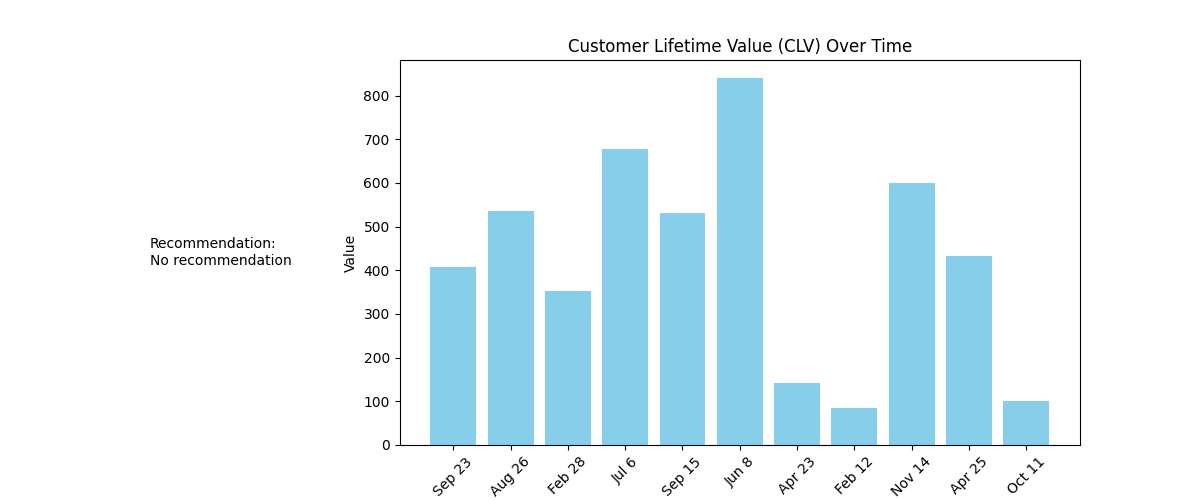 Customer Lifetime Value (CLV) Over Time
800
700
600
500
400
300
200
100
0
Value
Recommendation:
No recommendation
Sep 23
Aug 26
Feb 28
Jul 6
Sep 15
Jun 8
Apr 23
Feb 12
Nov 14
Apr 25
Oct 11